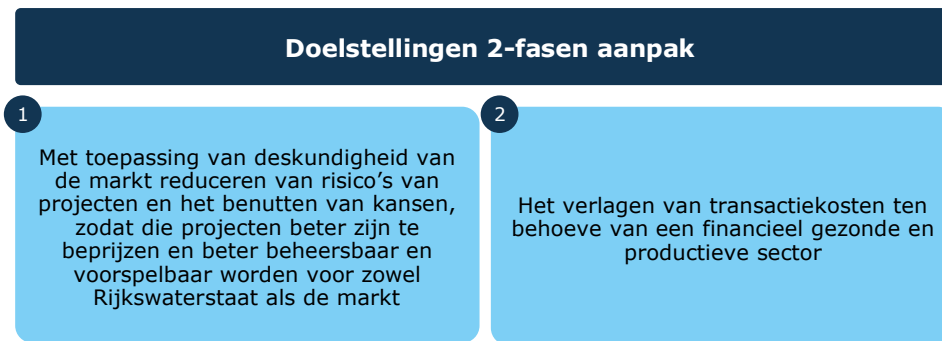 Doelstellingen 2-fasen aanpak
1
Met toepassing van deskundigheid van
de markt reduceren van risico's van
projecten en het benutten van kansen,
zodat die projecten beter zijn te
beprijzen en beter beheersbaar en
voorspelbaar worden voor zowel
Rijkswaterstaat als de markt
2
Het verlagen van transactiekosten ten
behoeve van een financieel gezonde en
productieve sector